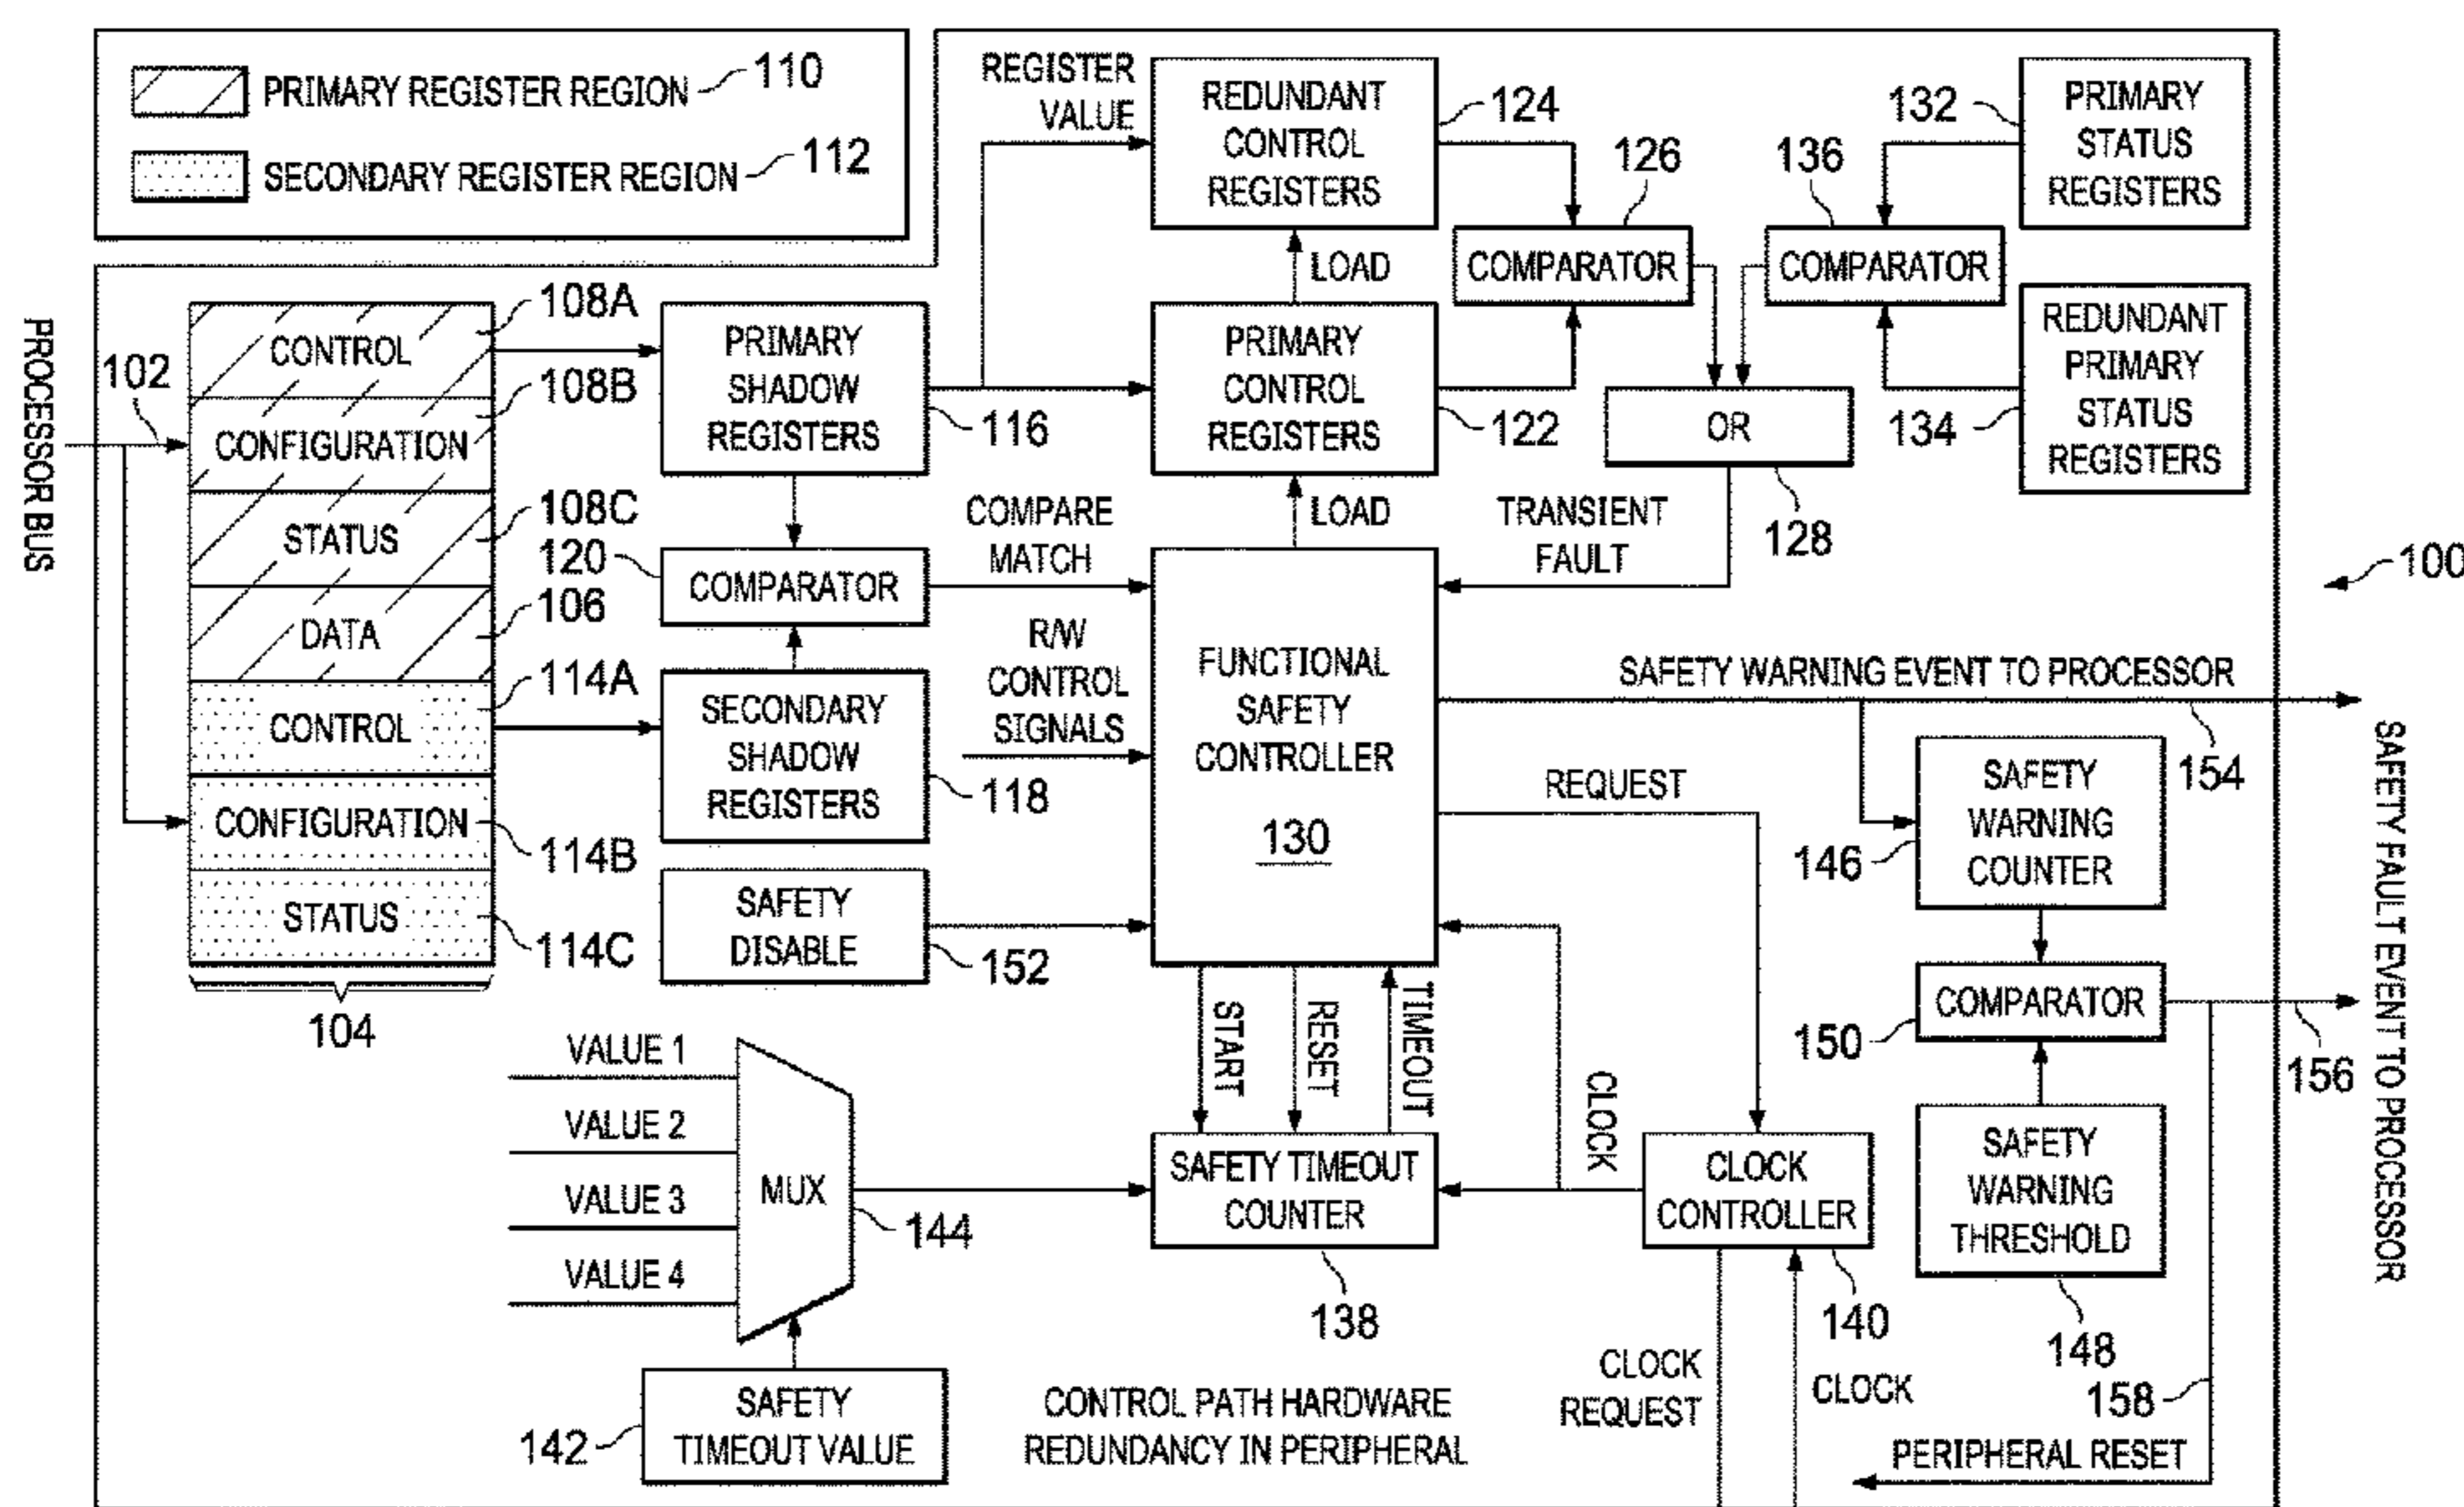 PRIMARY REGISTER REGION 110
SECONDARY REGISTER REGION 112
REGISTER
VALUE
REDUNDANT
CONTROL
REGISTERS
124
126
COMPARATOR
132
136
COMPARATOR
PRIMARY
STATUS
REGISTERS
REDUNDANT
PRIMARY
STATUS
REGISTERS
134
LOAD
PROCESSOR BUS
102
CONTROL
108A
CONFIGURATION
108B
STATUS
108C
DATA
106
CONTROL
114A
CONFIGURATION
114B
STATUS
114C
104
PRIMARY
SHADOW
REGISTERS
116
PRIMARY
CONTROL
REGISTERS
122
OR
128
TRANSIENT
FAULT
LOAD
120
COMPARATOR
COMPARE
MATCH
R/W
CONTROL
SIGNALS
SECONDARY
SHADOW
REGISTERS
118
SAFETY
DISABLE
152
FUNCTIONAL
SAFETY
CONTROLLER
130
100
SAFETY WARNING EVENT TO PROCESSOR
154
REQUEST
SAFETY
WARNING
COUNTER
146
COMPARATOR
150
156
SAFETY
WARNING
THRESHOLD
148
SAFETY FAULT EVENT TO PROCESSOR
START
RESET
TIMEOUT
CLOCK
VALUE 1
VALUE 2
VALUE 3
VALUE 4
MUX
144
SAFETY TIMEOUT
COUNTER
138
CLOCK
CONTROLLER
140
SAFETY
TIMEOUT VALUE
142
CONTROL PATH HARDWARE
REDUNDANCY IN PERIPHERAL
CLOCK
REQUEST
CLOCK
158
PERIPHERAL RESET